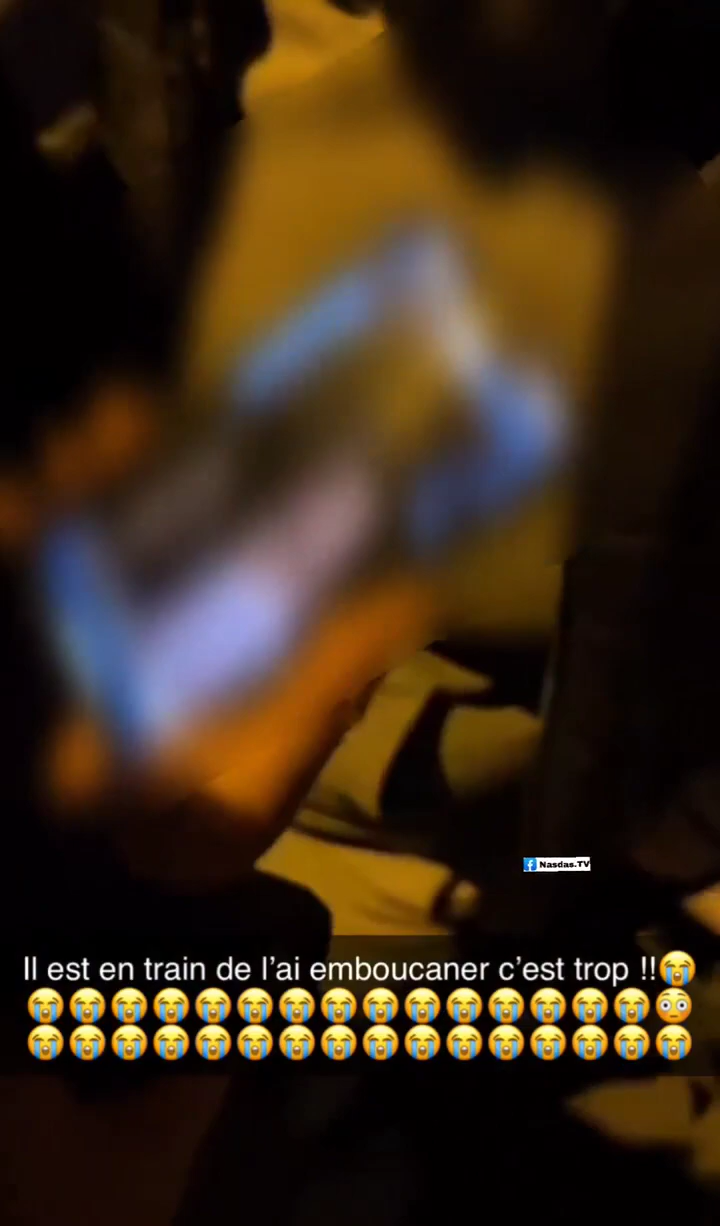 Nasdas.TV
Il est en train de l’ai emboucaner c’est trop !!😭
😭😭😭😭😭😭😭😭😭😭😭😭😭😭😭😳
😭😭😭😭😭😭😭😭😭😭😭😭😭😭😭😭